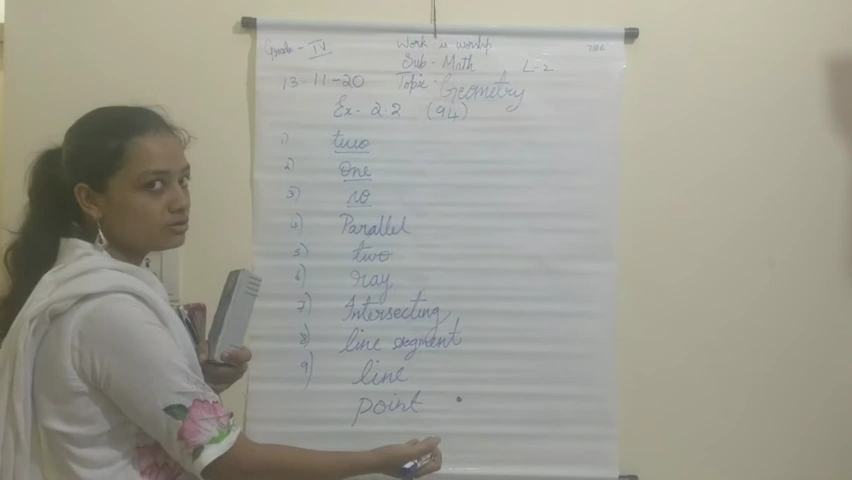 Grade - IV Work is worship
Sub - Math L-2
13-11-20 Topic - Geometry
Ex - 2.2 (94)
1) two
2) one
3) no
4) Parallel
5) two
6) ray
7) Intersecting
8) line segment
9) line
point